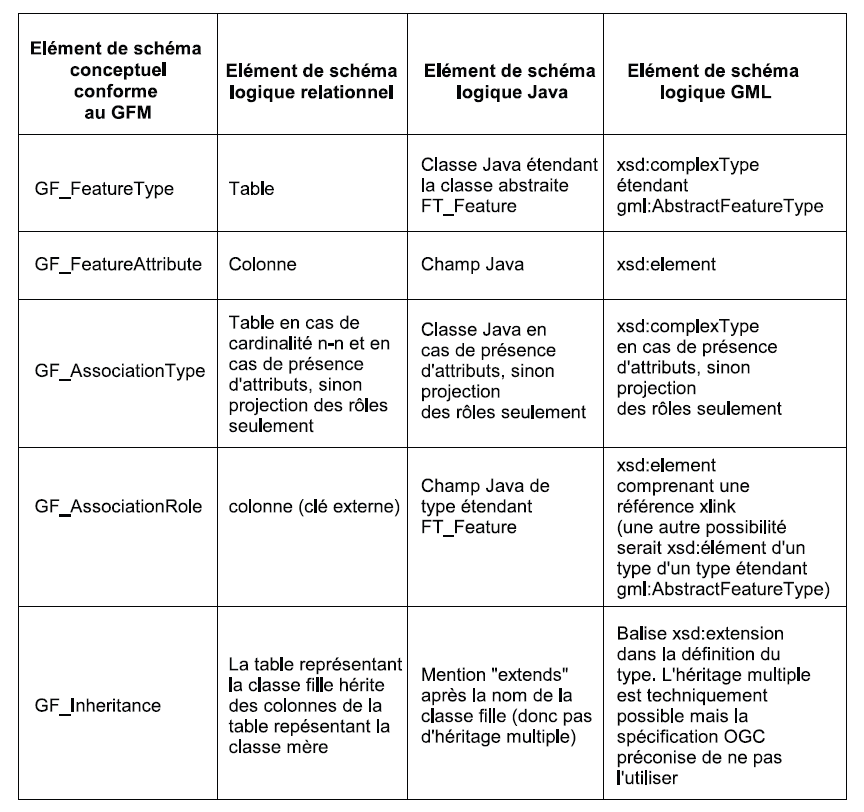 Elément de schéma
conceptuel
conforme
au GFM
Elément de schéma
logique relationnel
Elément de schéma
logique Java
Elément de schéma
logique GML
GF_FeatureType
Table
Classe Java étendant
la classe abstraite
FT_Feature
xsd:complexType
étendant
gml:AbstractFeatureType
GF_FeatureAttribute
Colonne
Champ Java
xsd:element
GF_AssociationType
Table en cas de
cardinalité n-n et en
cas de présence
d'attributs, sinon
projection des rôles
seulement
Classe Java en
cas de présence
d'attributs, sinon
projection
des rôles seulement
xsd:complexType
en cas de présence
d'attributs, sinon
projection
des rôles seulement
GF_AssociationRole
colonne (clé externe)
Champ Java de
type étendant
FT_Feature
xsd:element
comprenant une
référence xlink
(une autre possibilité
serait xsd:élément d'un
type d'un type étendant
gml:AbstractFeatureType)
GF_Inheritance
La table représentant
la classe fille hérite
des colonnes de la
table repésentant la
classe mère
Mention "extends"
après la nom de la
classe fille (donc pas
d'héritage multiple)
Balise xsd:extension
dans la définition du
type. L'héritage multiple
est techniquement
possible mais la
spécification OGC
préconise de ne pas
l'utiliser